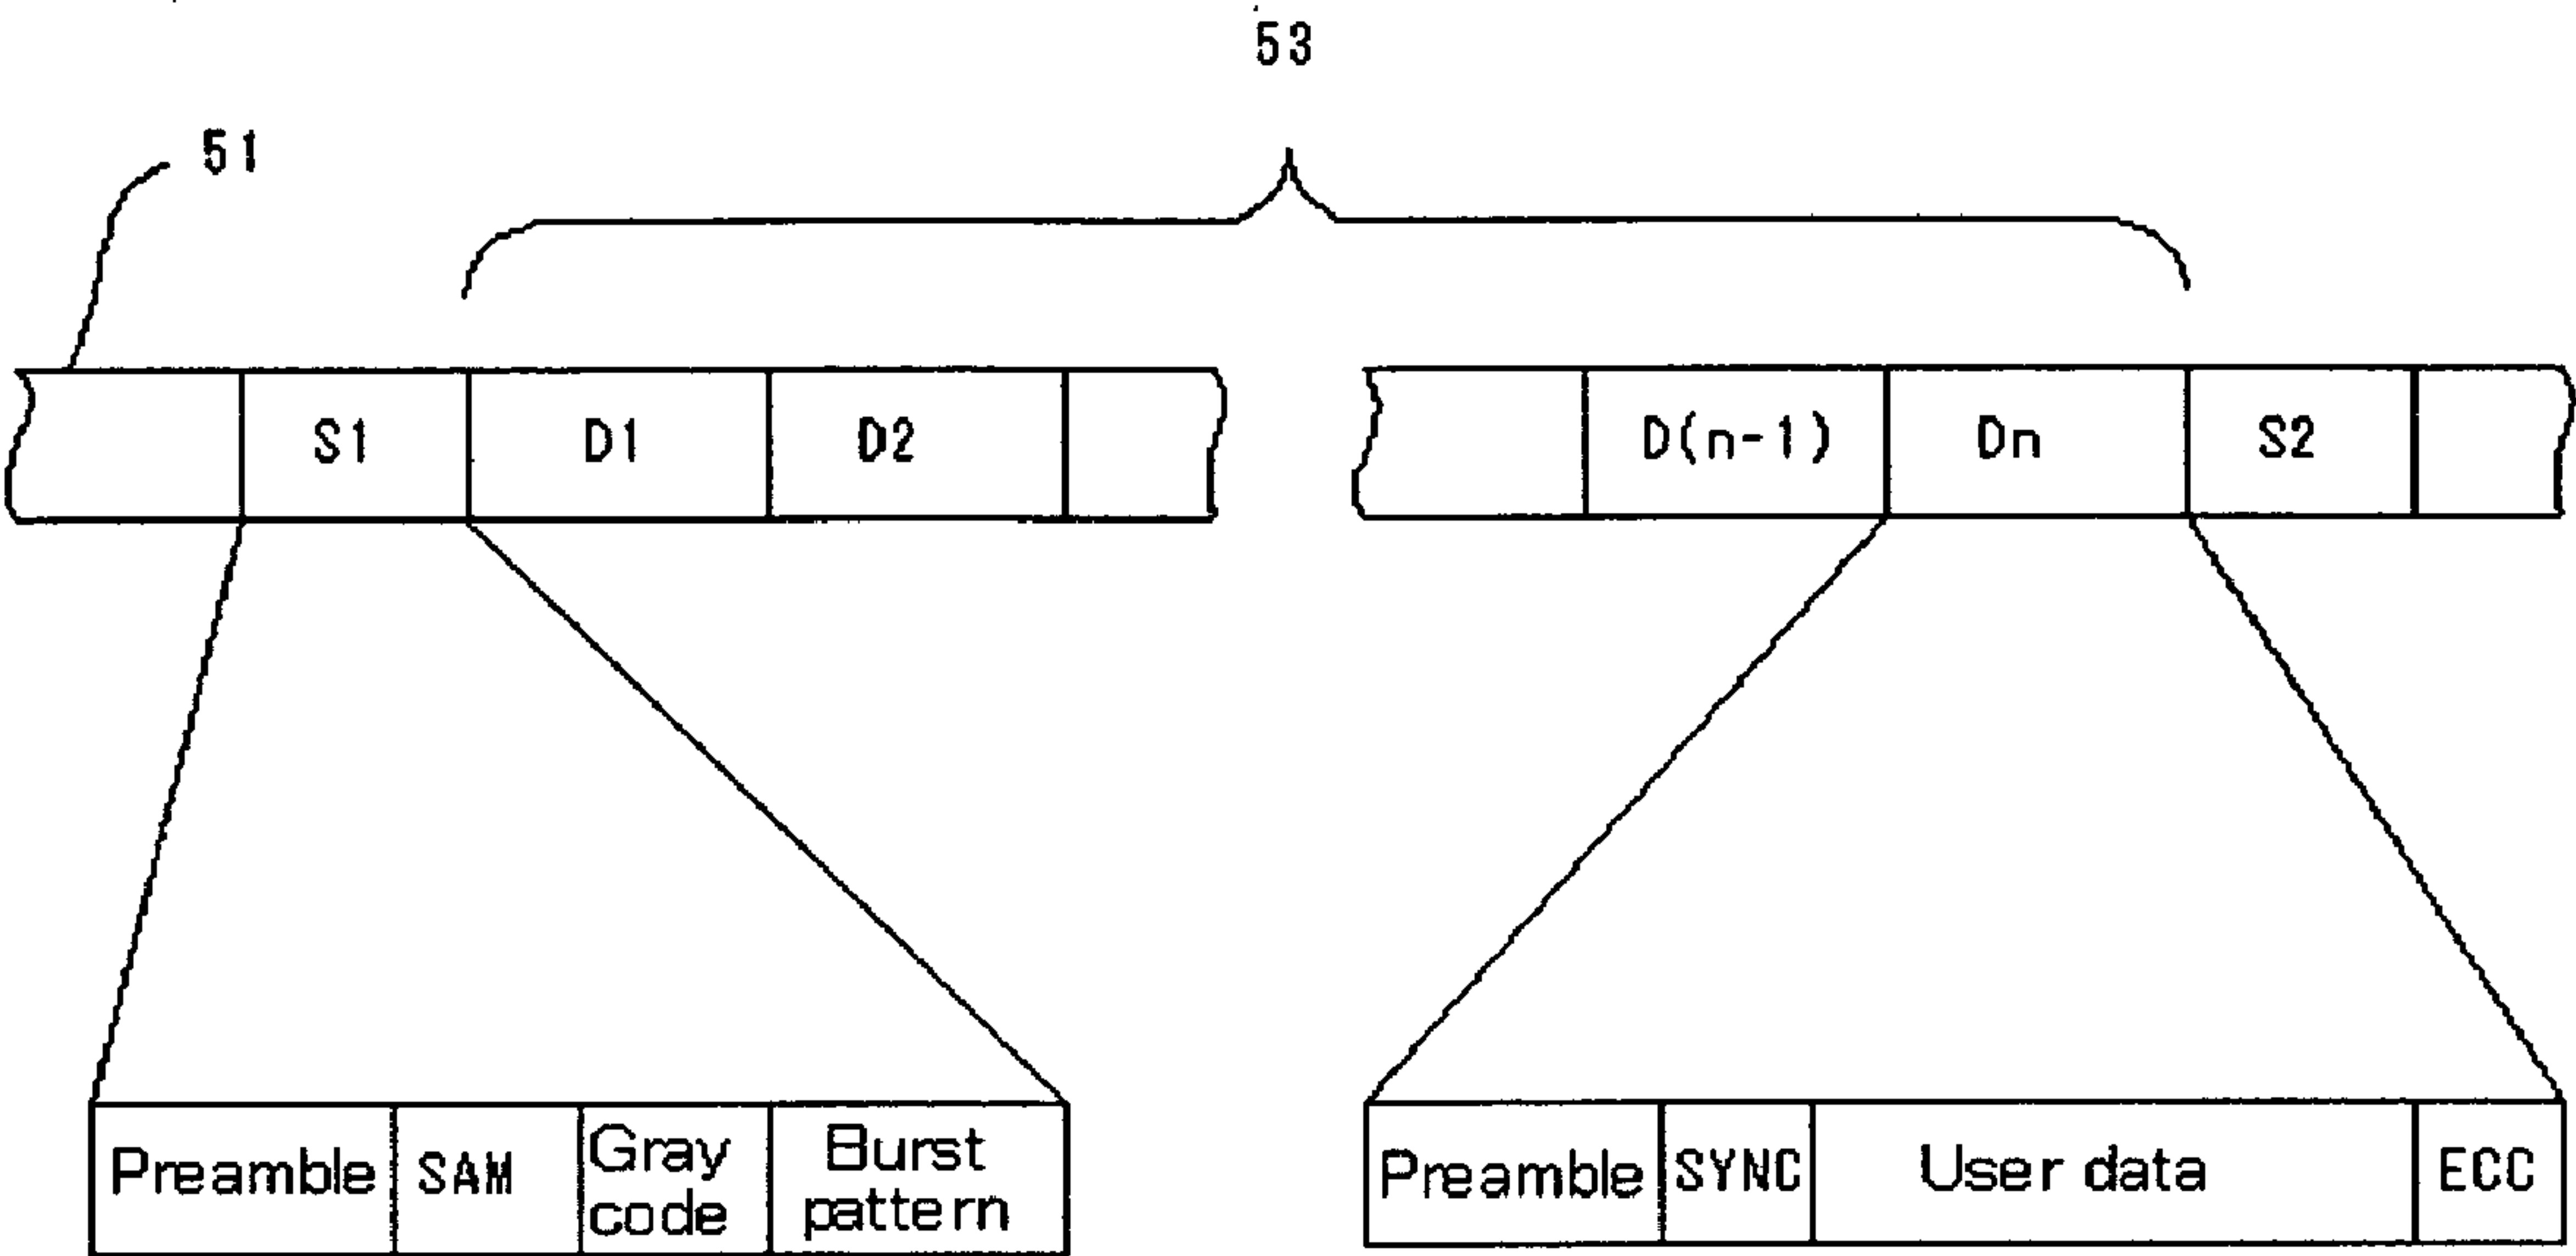 53
51
S1 D1 D2 D(n-1) Dn S2
Preamble SAM Gray code Burst pattern
Preamble SYNC User data ECC